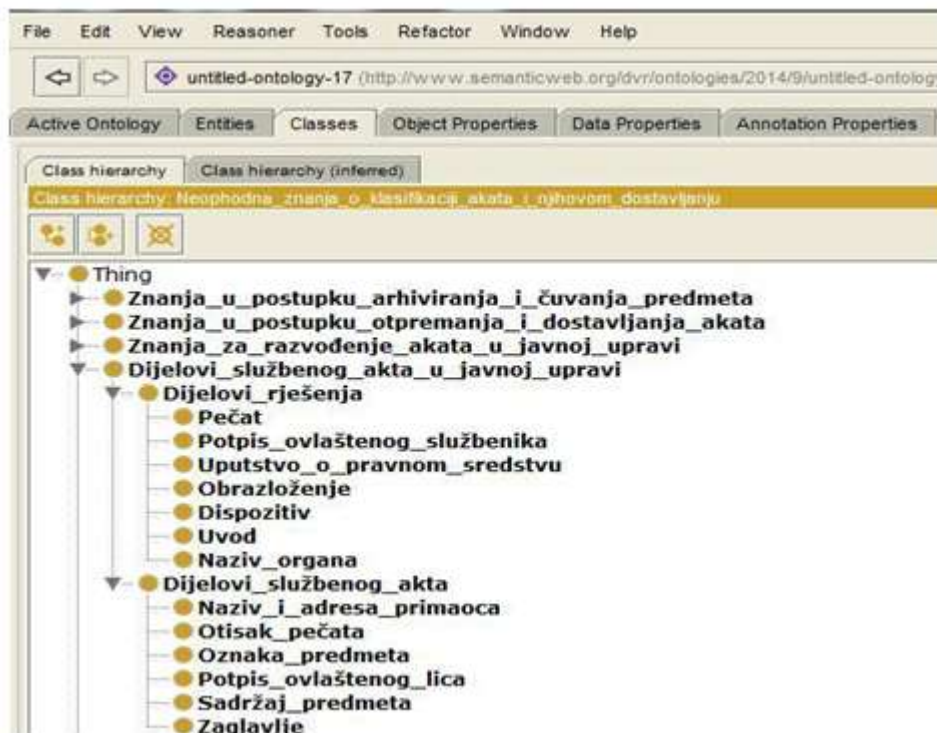 File Edit View Reasoner Tools Refactor Window Help
untitled-ontology-17 (http://www.semanticweb.org/dvr/ontologies/2014/9/untitled-ontology
Active Ontology Entities Classes Object Properties Data Properties Annotation Properties
Class hierarchy Class hierarchy (inferred)
Class hierarchy: Neophodna_znanja_o_klasifikaciji_akata_i_njihovom_dostavljanju
Thing
Znanja_u_postupku_arhiviranja_i_čuvanja_predmeta
Znanja_u_postupku_otpremanja_i_dostavljanja_akata
Znanja_za_razvođenje_akata_u_javnoj_upravi
Dijelovi_službenog_akta_u_javnoj_upravi
Dijelovi_rješenja
Pečat
Potpis_ovlaštenog_službenika
Uputstvo_o_pravnom_sredstvu
Obrazloženje
Dispozitiv
Uvod
Naziv_organa
Dijelovi_službenog_akta
Naziv_i_adresa_primaoca
Otisak_pečata
Oznaka_predmeta
Potpis_ovlaštenog_lica
Sadržaj_predmeta
Zaglavlje